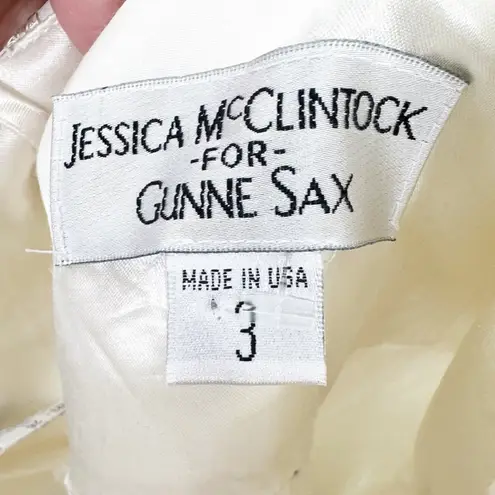 JESSICA MCCLINTOCK
-FOR-
GUNNE SAX
MADE IN USA
3